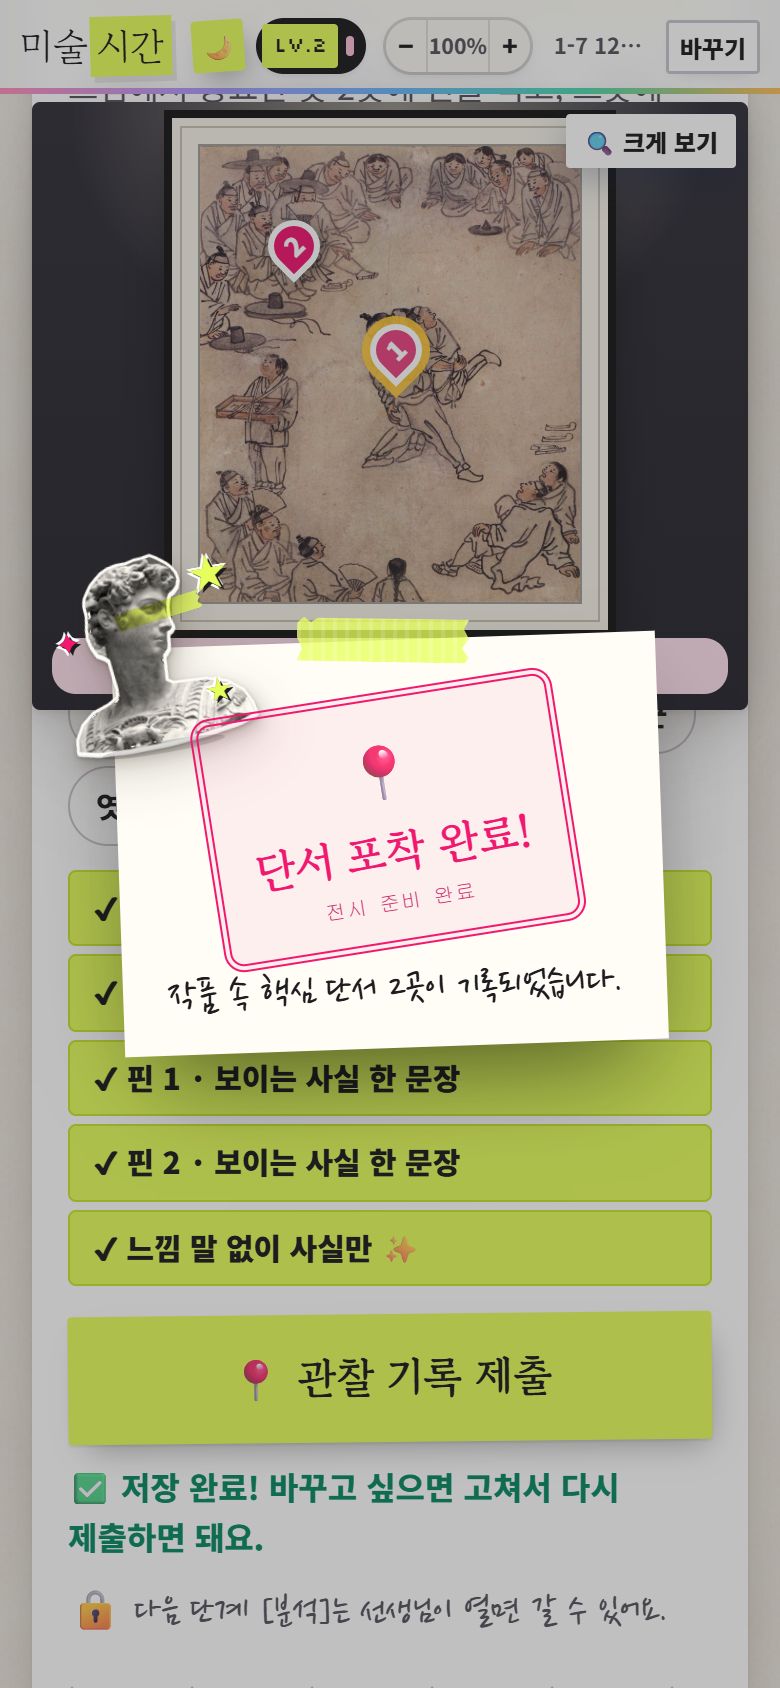 미술 시간 🌙 LV.2 − 100% + 1-7 12… 바꾸기
🔍 크게 보기
2
1
📍
단서 포착 완료!
전시 준비 완료
작품 속 핵심 단서 2곳이 기록되었습니다.
✓
✓
✓ 핀 1 · 보이는 사실 한 문장
✓ 핀 2 · 보이는 사실 한 문장
✓ 느낌 말 없이 사실만 ✨
📍 관찰 기록 제출
✅ 저장 완료! 바꾸고 싶으면 고쳐서 다시
제출하면 돼요.
🔒 다음 단계 [분석]는 선생님이 열면 갈 수 있어요.